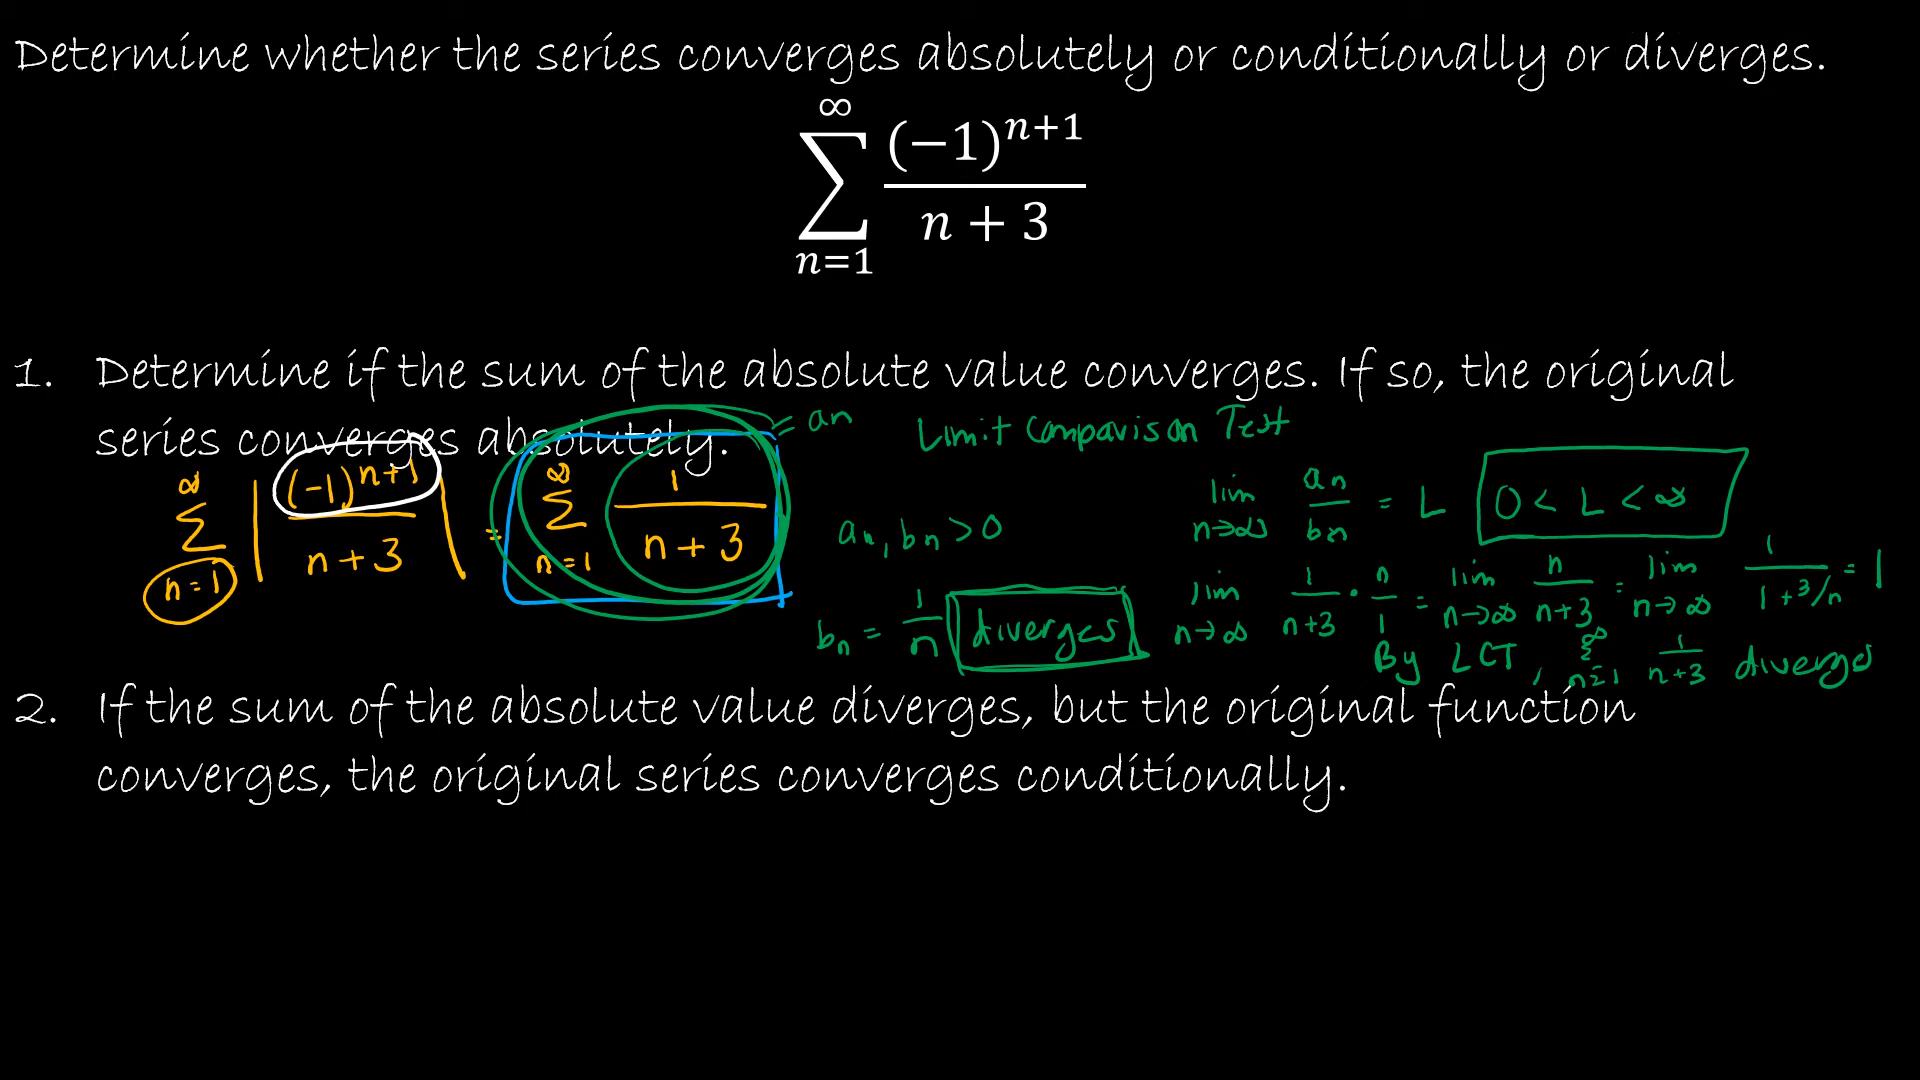 Determine whether the series converges absolutely or conditionally or diverges.
∞
∑ (−1)^{n+1} / (n + 3)
n=1
1. Determine if the sum of the absolute value converges. If so, the original
series converges absolutely.
= an
Limit Comparison Test
∞ ∑ n=1 | (-1)^{n+1} / (n+3) | = ∞ ∑ n=1 1/(n+3)
an, bn > 0
lim n→∞ an/bn = L 0 < L < ∞
bn = 1/n diverges
lim n→∞ 1/(n+3) · n/1 = lim n→∞ n/(n+3) = lim n→∞ 1/(1+3/n) = 1
By LCT, ∞ ∑ n=1 1/(n+3) diverges
2. If the sum of the absolute value diverges, but the original function
converges, the original series converges conditionally.